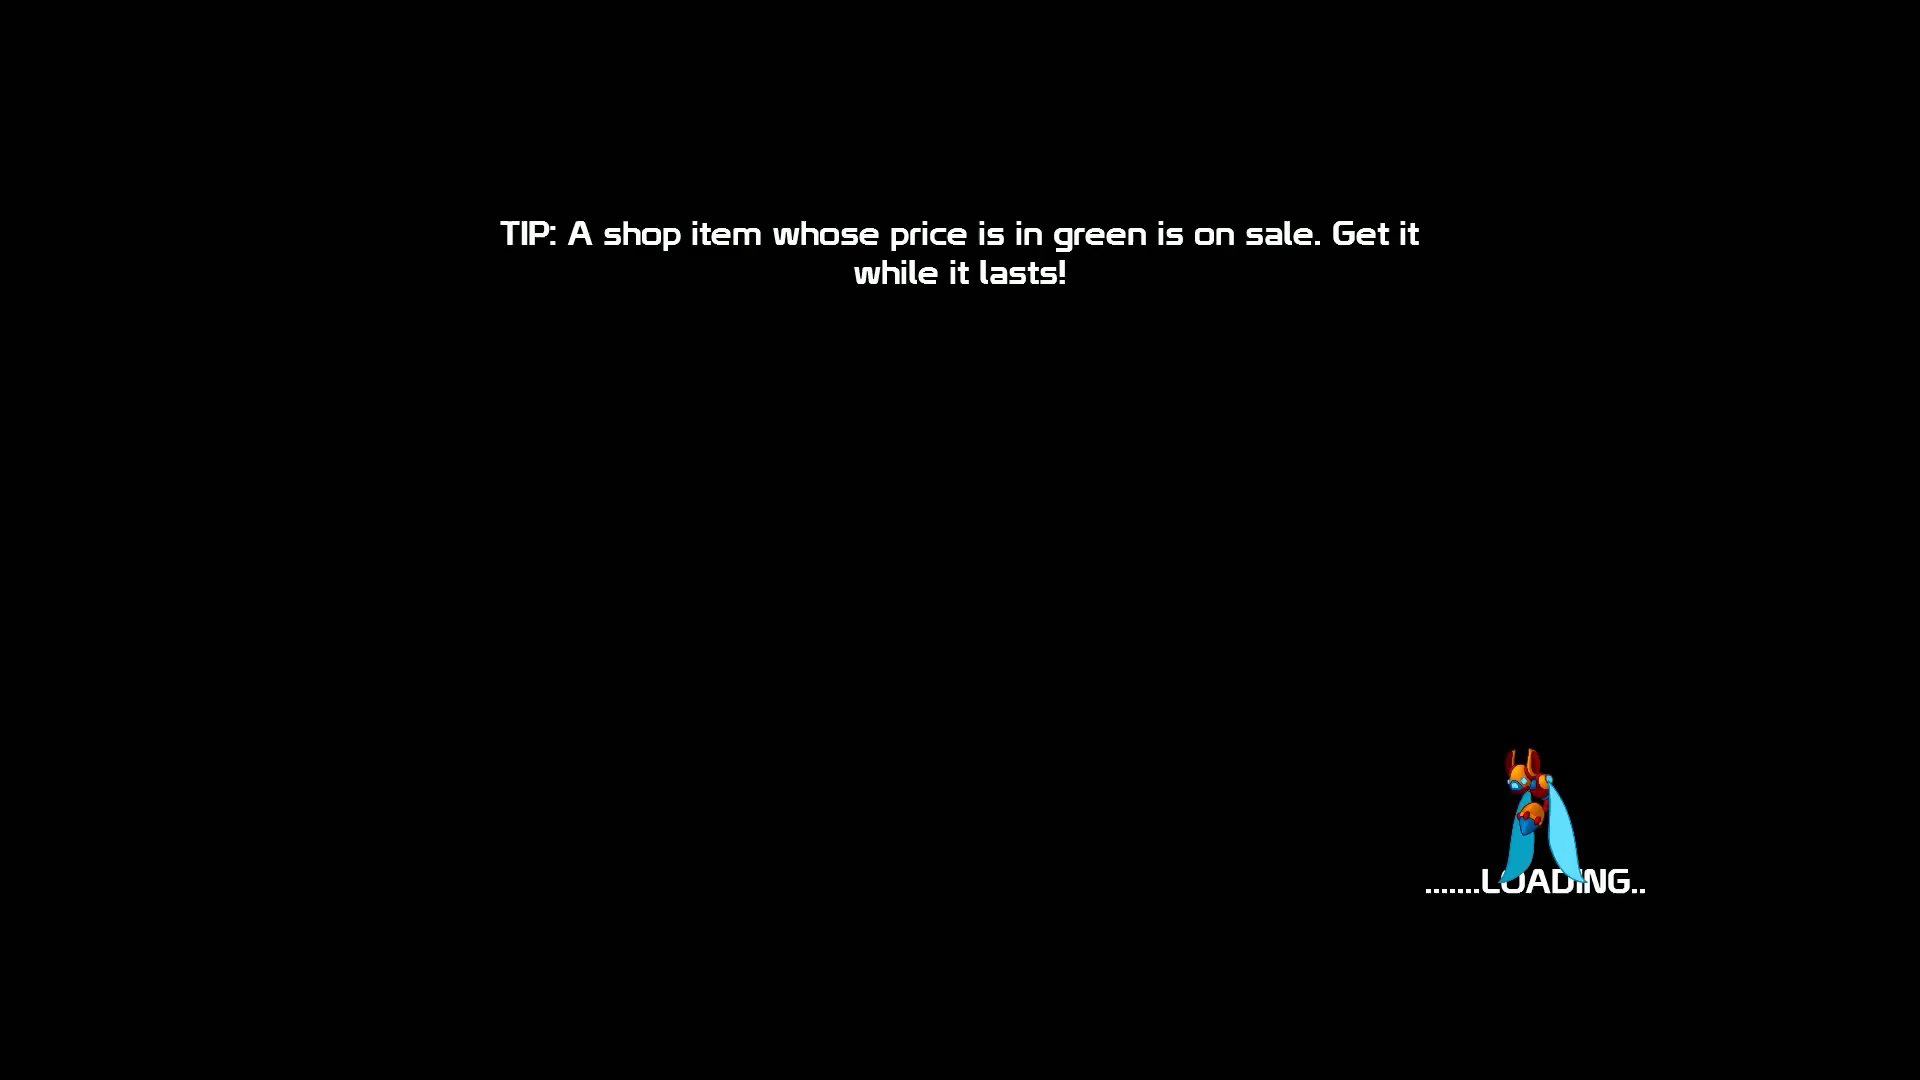 TIP: A shop item whose price is in green is on sale. Get it
while it lasts!
.......LOADING..